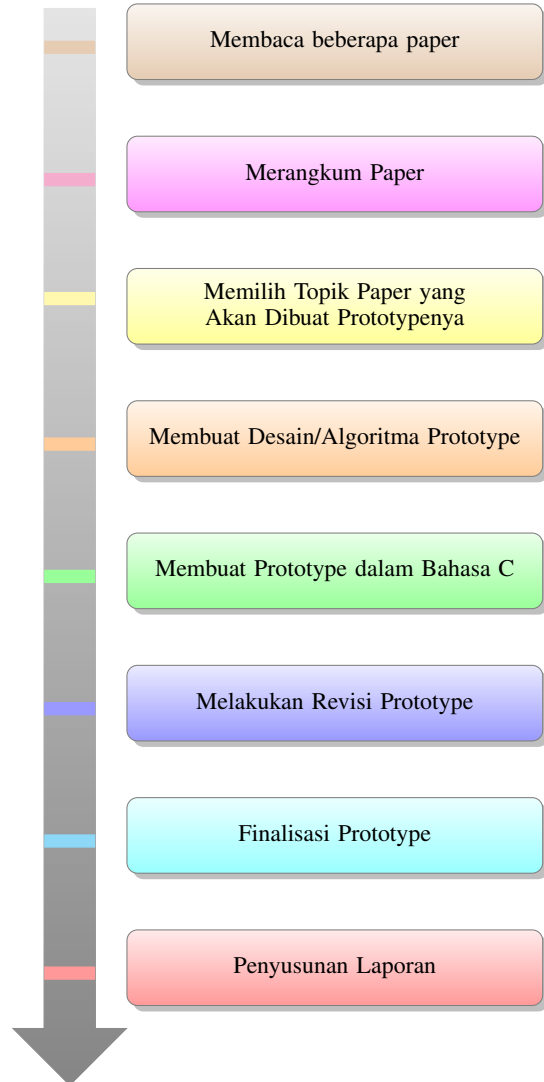 Membaca beberapa paper
Merangkum Paper
Memilih Topik Paper yang
Akan Dibuat Prototypenya
Membuat Desain/Algoritma Prototype
Membuat Prototype dalam Bahasa C
Melakukan Revisi Prototype
Finalisasi Prototype
Penyusunan Laporan